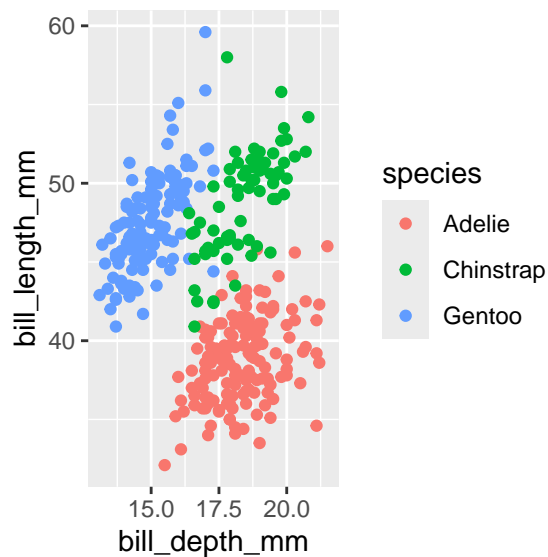 60
50
40
bill_length_mm
15.0 17.5 20.0
bill_depth_mm
species
Adelie
Chinstrap
Gentoo